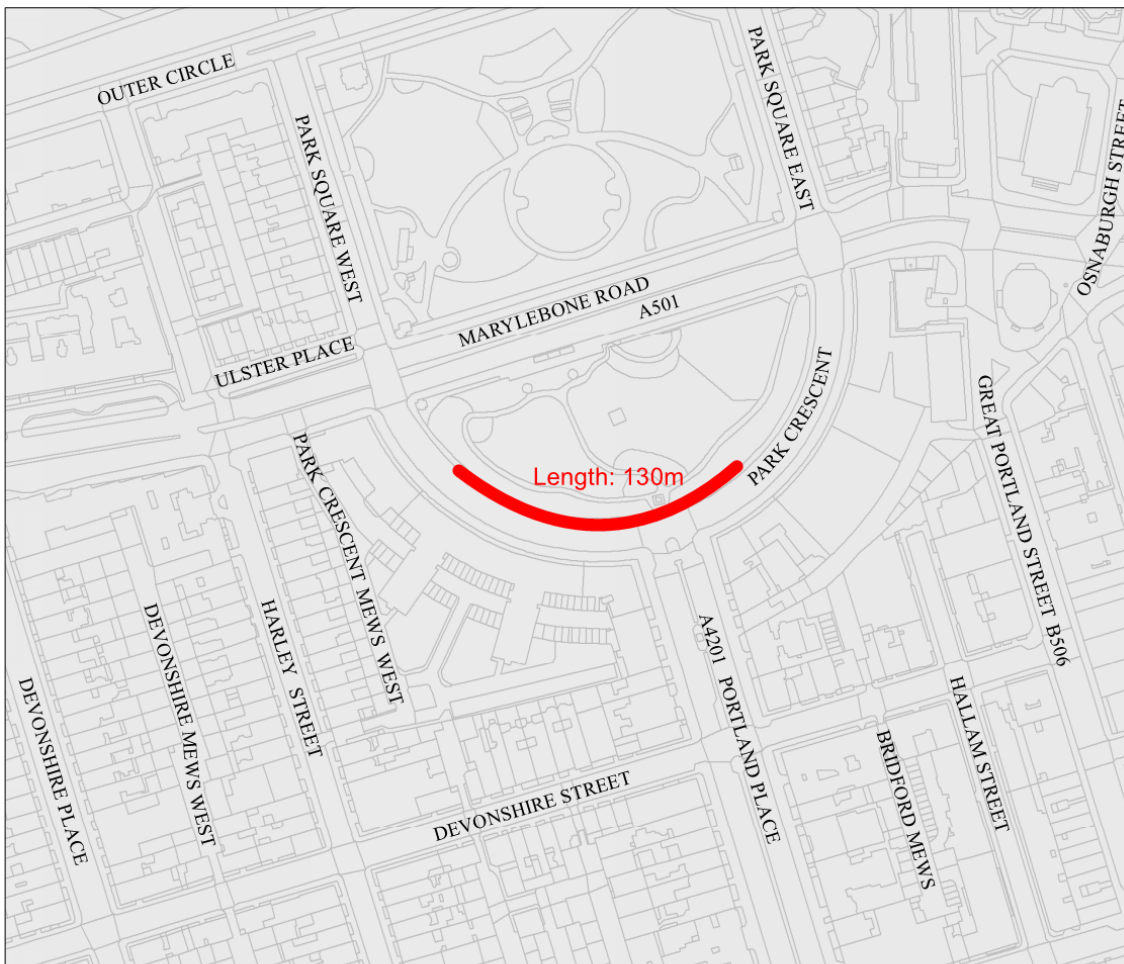 OUTER CIRCLE
PARK SQUARE WEST
PARK SQUARE EAST
OSNABURGH STREET
MARYLEBONE ROAD
A501
ULSTER PLACE
PARK CRESCENT
GREAT PORTLAND STREET B506
PARK CRESCENT MEWS WEST
Length: 130m
HARLEY STREET
DEVONSHIRE MEWS WEST
DEVONSHIRE PLACE
A4201 PORTLAND PLACE
HALLAM STREET
BRIDFORD MEWS
DEVONSHIRE STREET